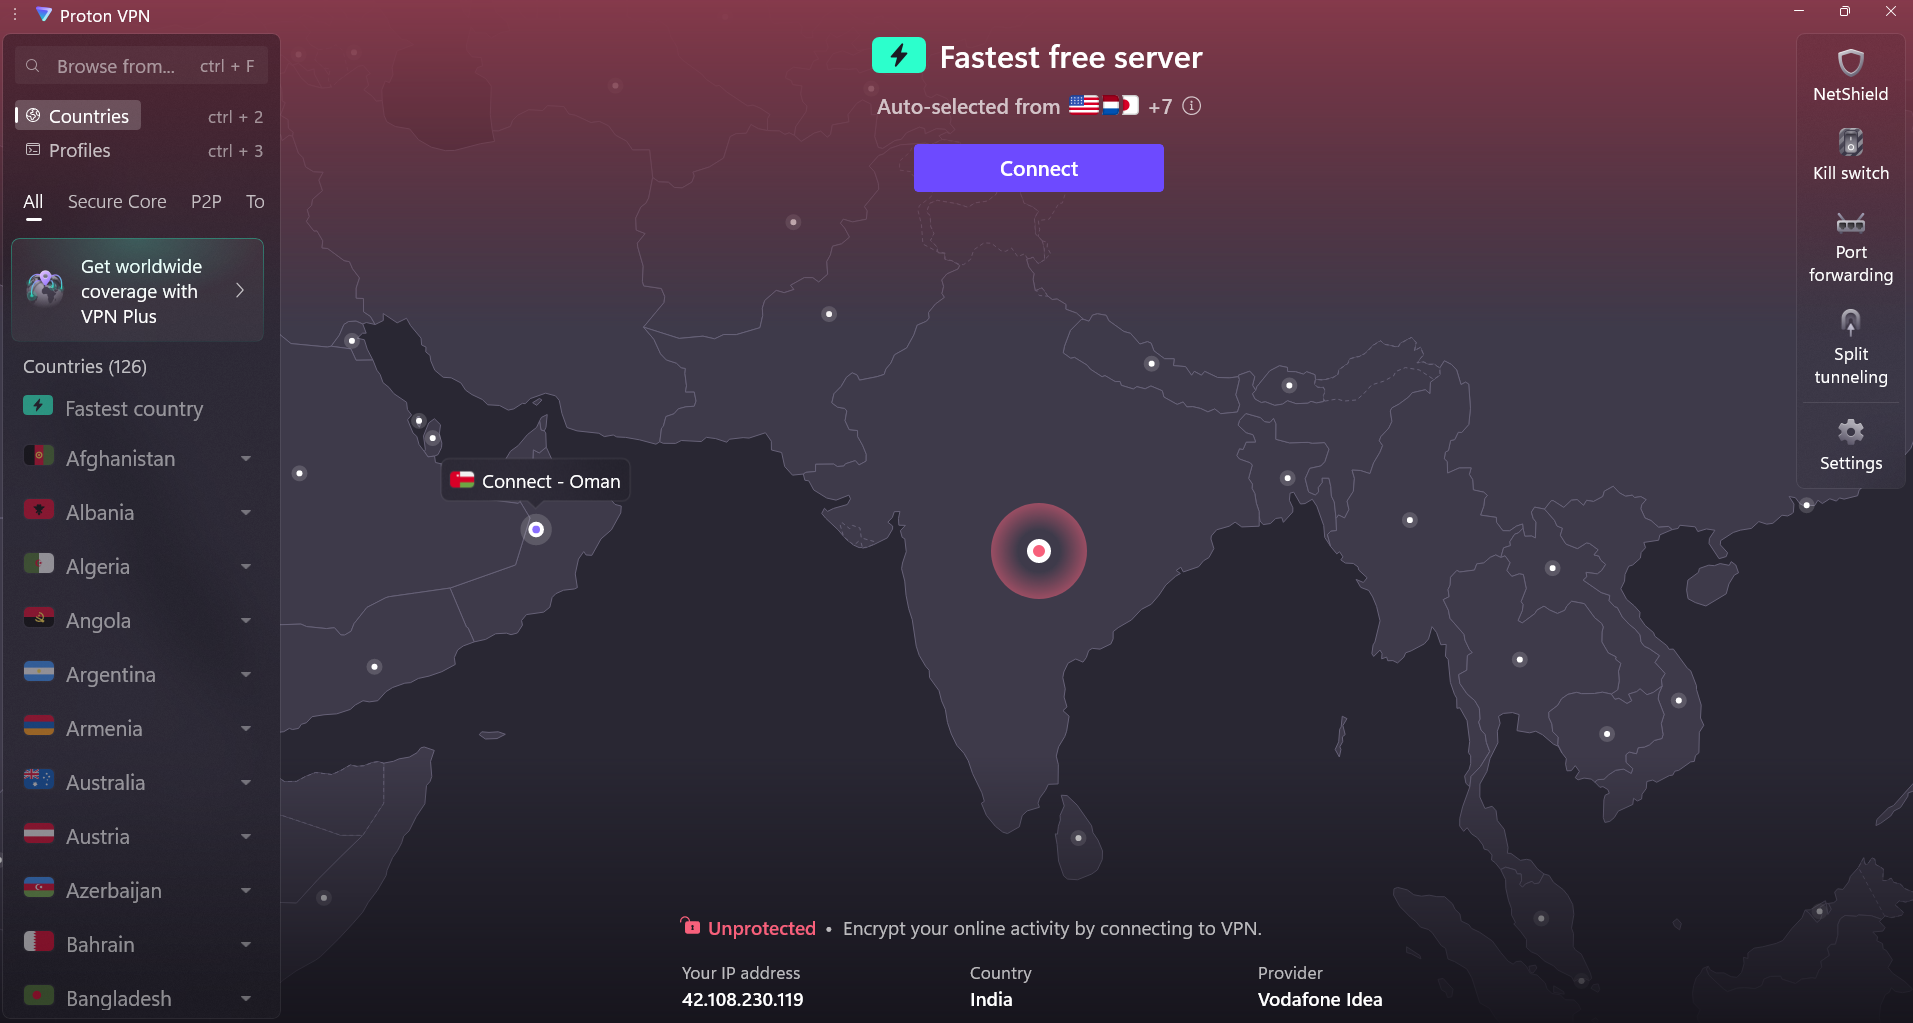 Proton VPN
Browse from... ctrl + F
Countries ctrl + 2
Profiles ctrl + 3
All Secure Core P2P To
Get worldwide
coverage with
VPN Plus
Countries (126)
Fastest country
Afghanistan
Albania
Algeria
Angola
Argentina
Armenia
Australia
Austria
Azerbaijan
Bahrain
Bangladesh
Fastest free server
Auto-selected from +7
Connect
Connect - Oman
Unprotected • Encrypt your online activity by connecting to VPN.
Your IP address
42.108.230.119
Country
India
Provider
Vodafone Idea
NetShield
Kill switch
Port
forwarding
Split
tunneling
Settings